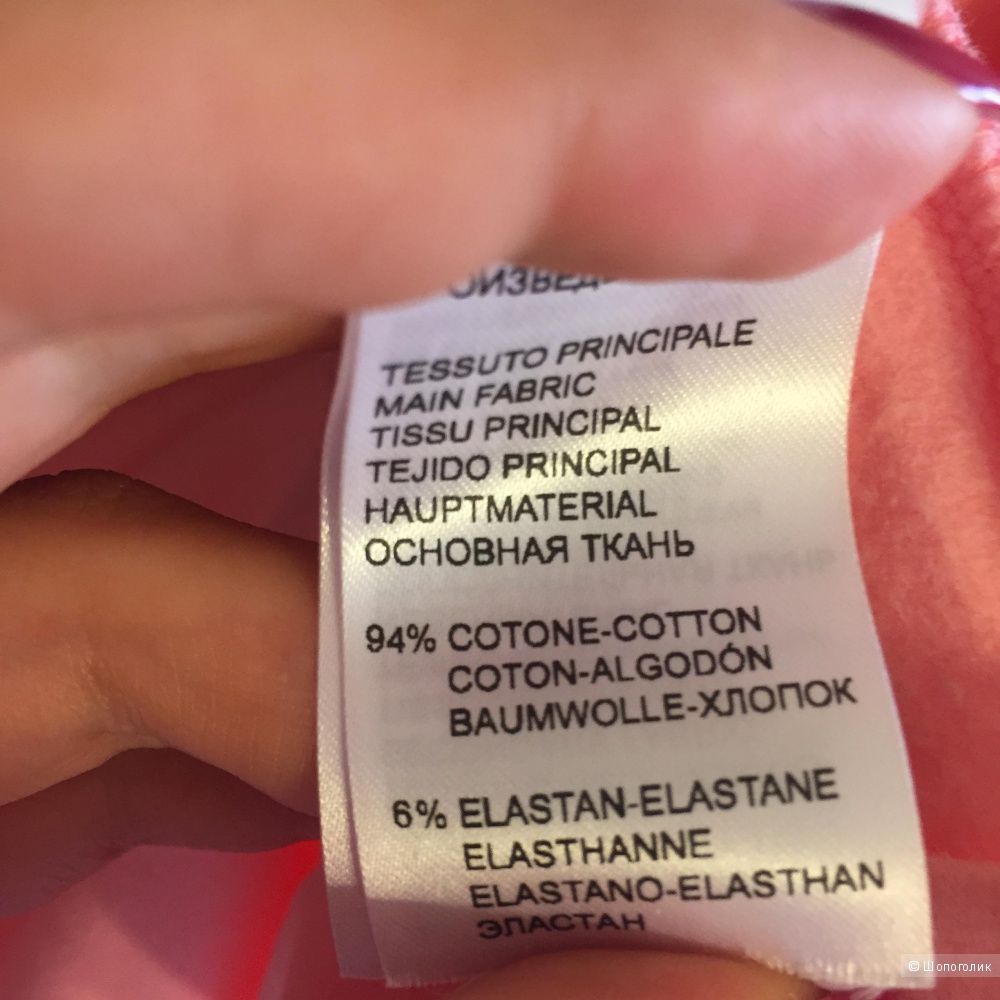 TESSUTO PRINCIPALE
MAIN FABRIC
TISSU PRINCIPAL
TEJIDO PRINCIPAL
HAUPTMATERIAL
ОСНОВНАЯ ТКАНЬ
94% COTONE-COTTON
COTON-ALGODÓN
BAUMWOLLE-ХЛОПОК
6% ELASTAN-ELASTANE
ELASTHANNE
ELASTANO-ELASTHAN
ЭЛАСТАН
© Шопоголик